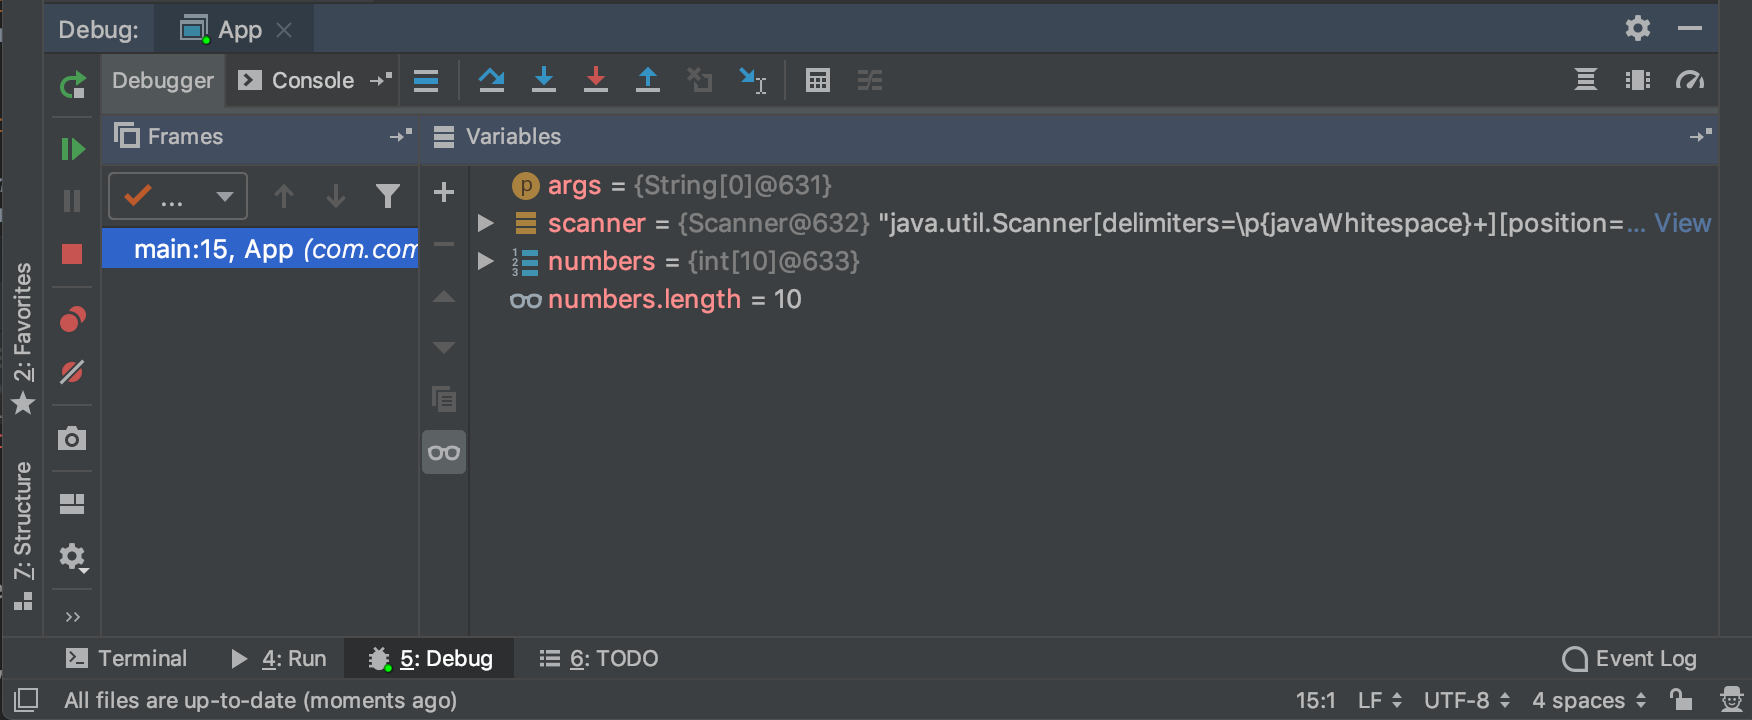 Debug: App
Debugger Console
Frames
Variables
...
main:15, App (com.com
args = {String[0]@631}
scanner = {Scanner@632} "java.util.Scanner[delimiters=\p{javaWhitespace}+][position=... View
numbers = {int[10]@633}
numbers.length = 10
2: Favorites
7: Structure
Terminal 4: Run 5: Debug 6: TODO Event Log
All files are up-to-date (moments ago) 15:1 LF UTF-8 4 spaces